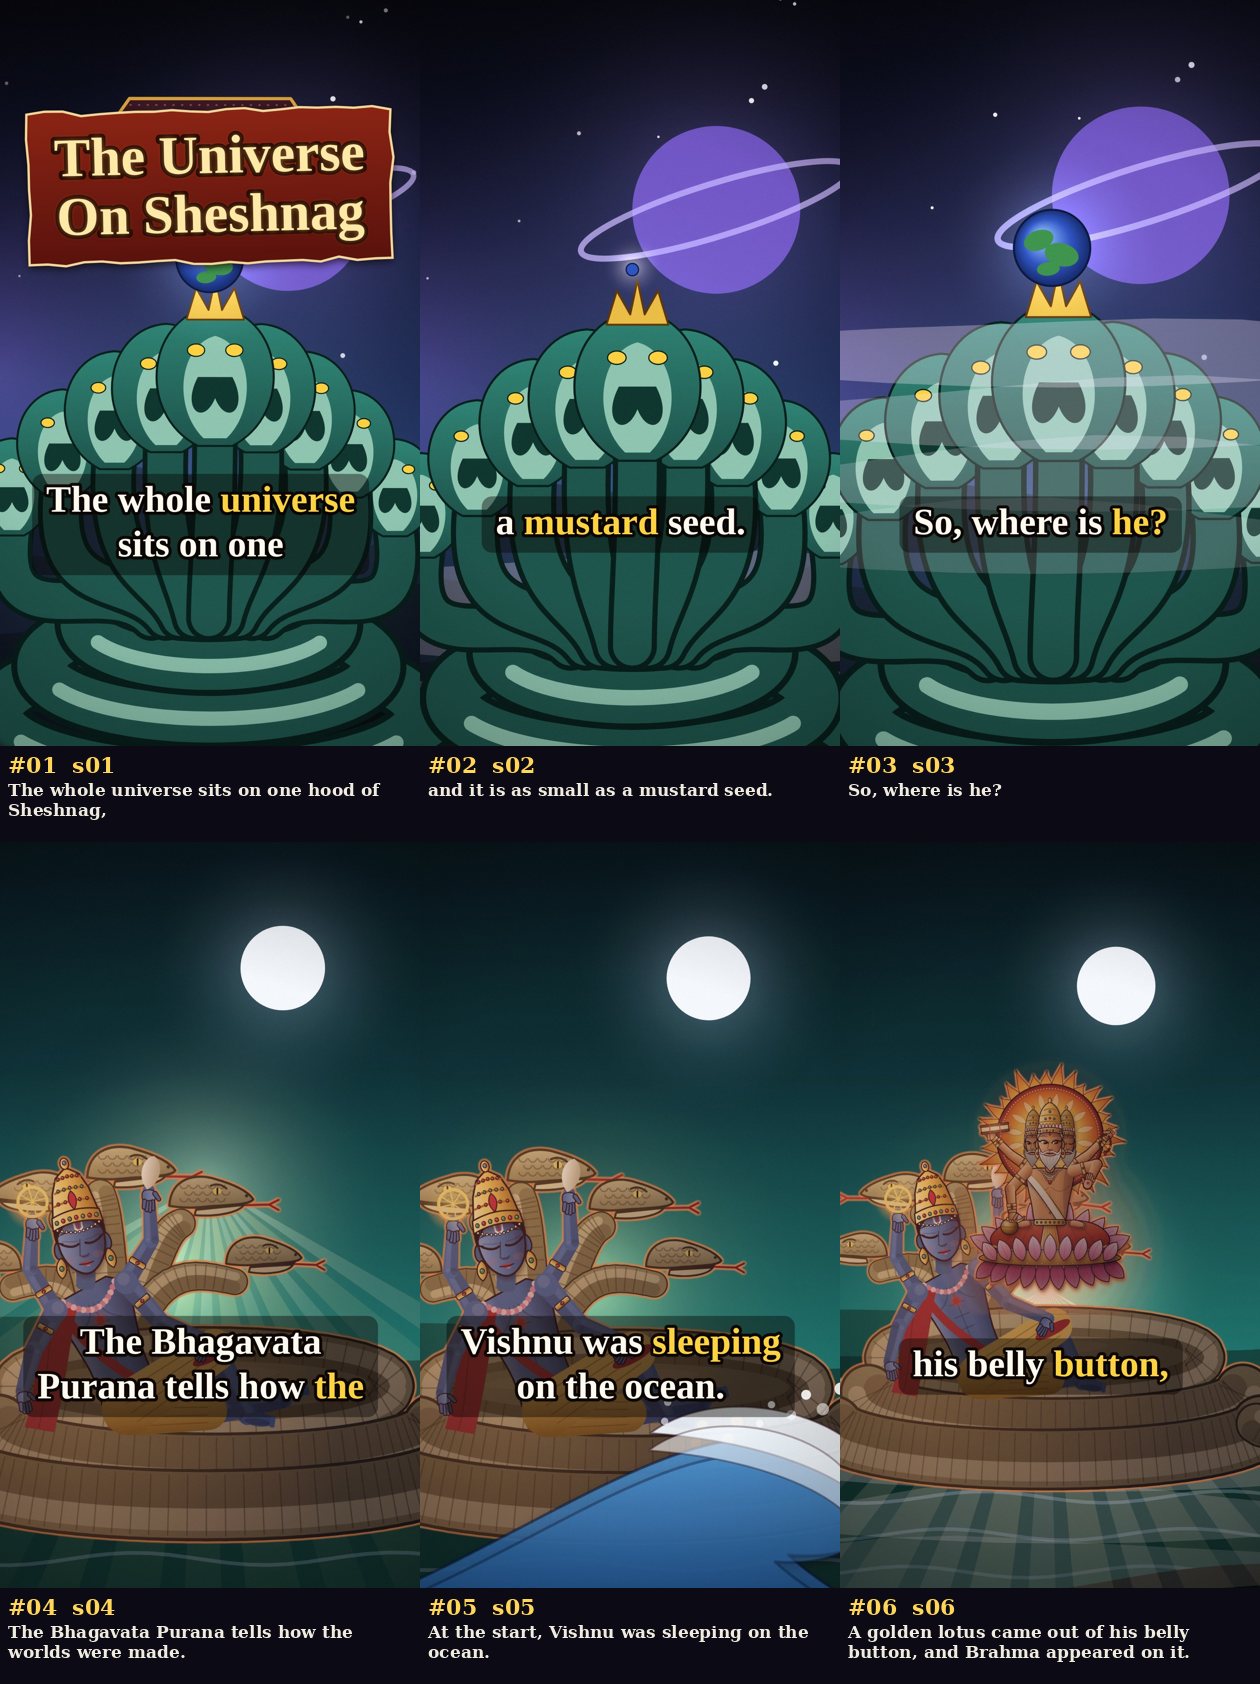 The Universe
On Sheshnag
The whole universe
sits on one
a mustard seed.
So, where is he?
#01 s01
The whole universe sits on one hood of
Sheshnag,
#02 s02
and it is as small as a mustard seed.
#03 s03
So, where is he?
The Bhagavata
Purana tells how the
Vishnu was sleeping
on the ocean.
his belly button,
#04 s04
The Bhagavata Purana tells how the
worlds were made.
#05 s05
At the start, Vishnu was sleeping on the
ocean.
#06 s06
A golden lotus came out of his belly
button, and Brahma appeared on it.